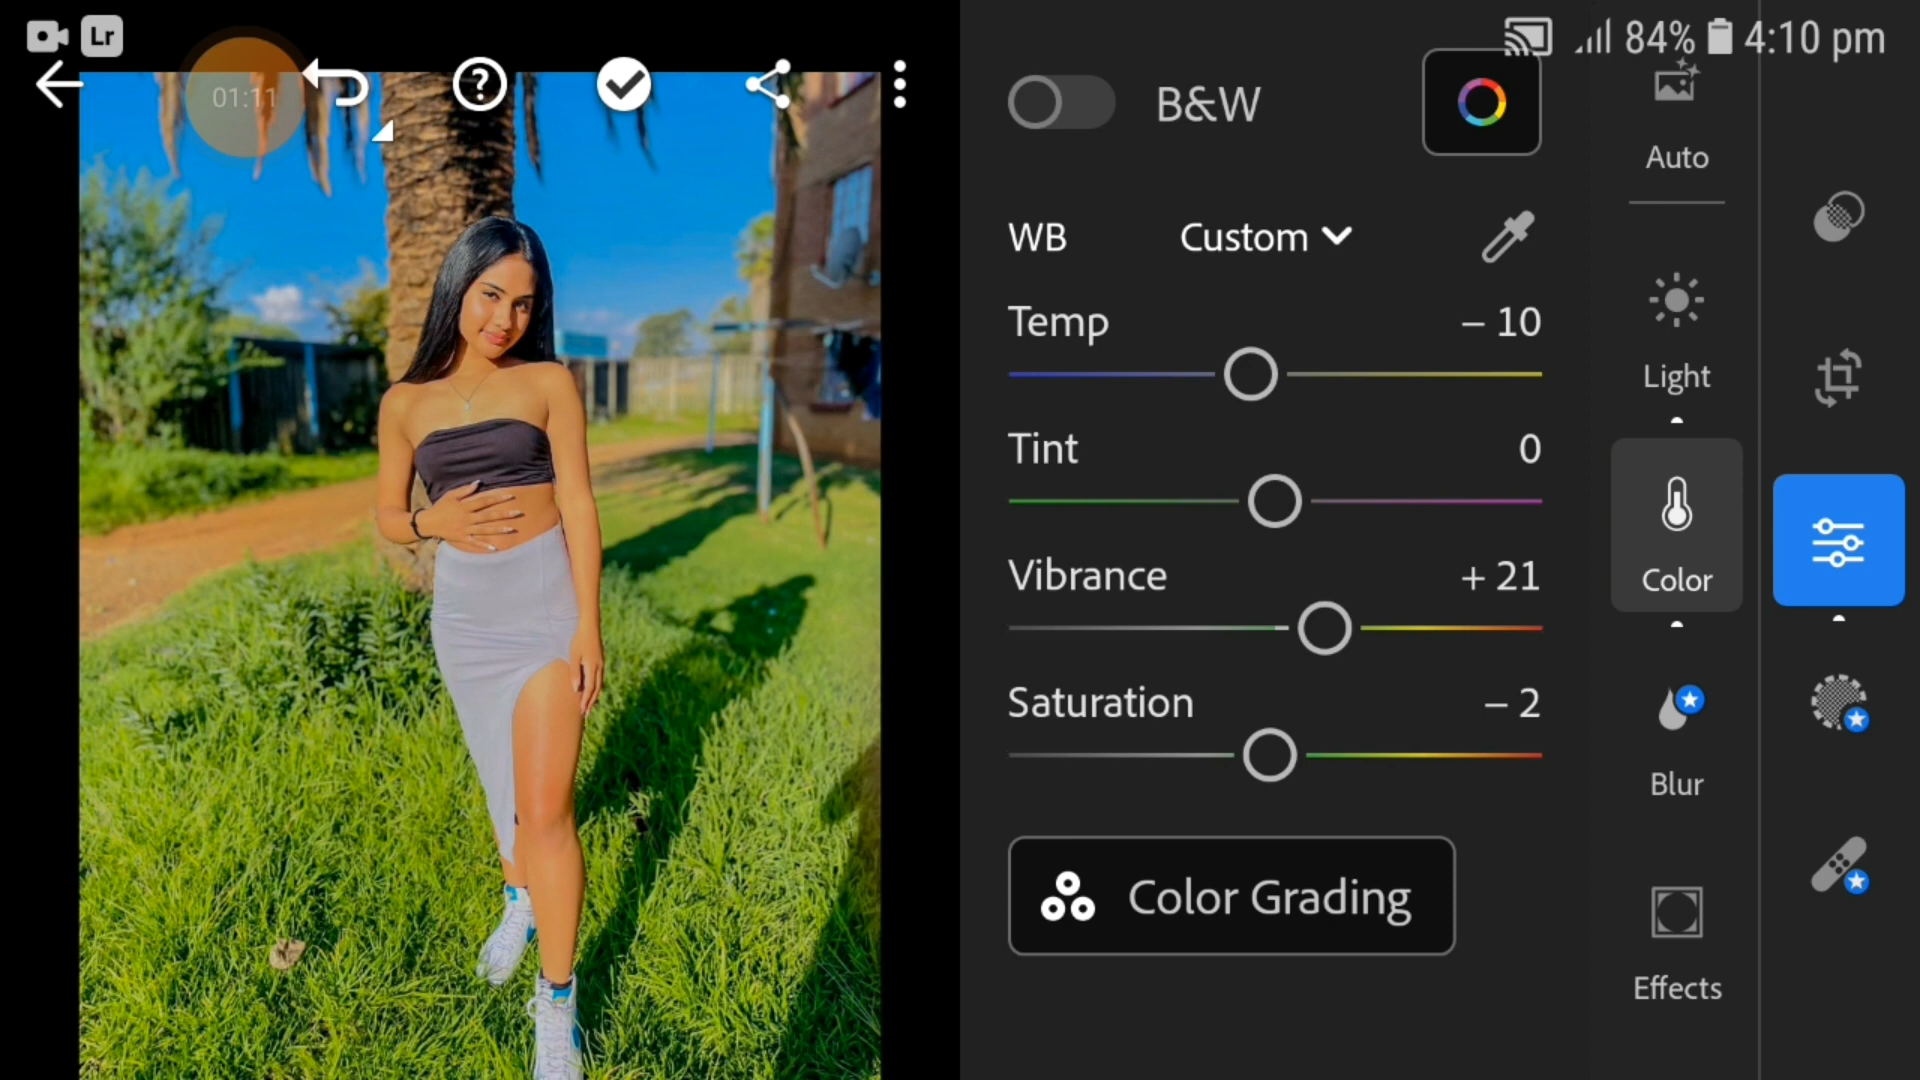 Lr
84% 4:10 pm
01:11
B&W
Auto
WB Custom
Temp – 10
Light
Tint 0
Color
Vibrance + 21
Saturation – 2
Blur
Color Grading
Effects